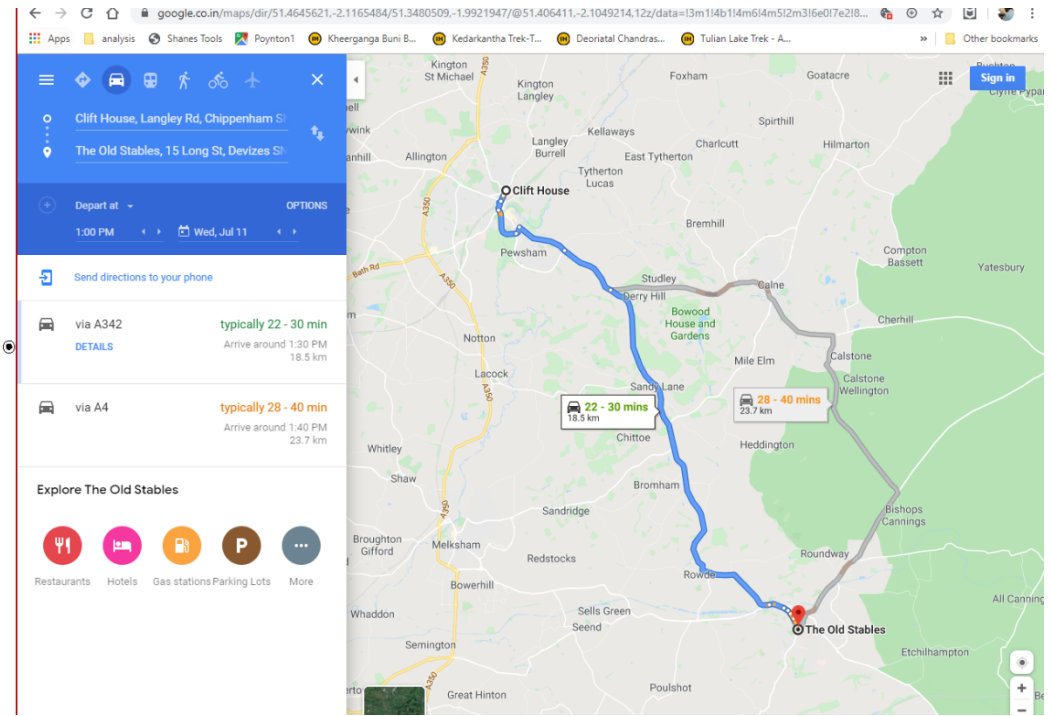 google.co.in/maps/dir/51.4645621,-2.1165484/51.3480509,-1.9921947/@51.406411,-2.1049214,12z/data=!3m1!4b1!4m6!4m5!2m3!6e0!7e2!8...
Apps analysis Shanes Tools Poynton1 Kheerganga Buni B... Kedarkantha Trek-T... Deoriatal Chandras... Tulian Lake Trek - A... » Other bookmarks
Clift House, Langley Rd, Chippenham
The Old Stables, 15 Long St, Devizes
Depart at
OPTIONS
1:00 PM
Wed, Jul 11
Send directions to your phone
via A342
typically 22 - 30 min
DETAILS
Arrive around 1:30 PM
18.5 km
via A4
typically 28 - 40 min
Arrive around 1:40 PM
23.7 km
Explore The Old Stables
P
Restaurants
Hotels
Gas stations
Parking Lots
More
Sign in
Kington
St Michael
A350
Kington
Langley
Foxham
Goatacre
Spirthill
Kellaways
Langley
Burrell
Charlcutt
Hilmarton
Allington
East Tytherton
Tytherton
Lucas
Clift House
A350
Bremhill
Pewsham
Compton
Bassett
Yatesbury
Bath Rd
A350
Studley
Calne
Derry Hill
Bowood
House and
Gardens
Cherhill
Notton
Mile Elm
Calstone
Lacock
Calstone
Wellington
Sandy Lane
A350
22 - 30 mins
18.5 km
28 - 40 mins
23.7 km
Chittoe
Heddington
Whitley
Shaw
Bromham
A350
Sandridge
Bishops
Cannings
Broughton
Gifford
Melksham
Redstocks
Roundway
Rowde
Bowerhill
All Canning
Whaddon
Sells Green
Seend
The Old Stables
Semington
Etchilhampton
A350
Great Hinton
Poulshot